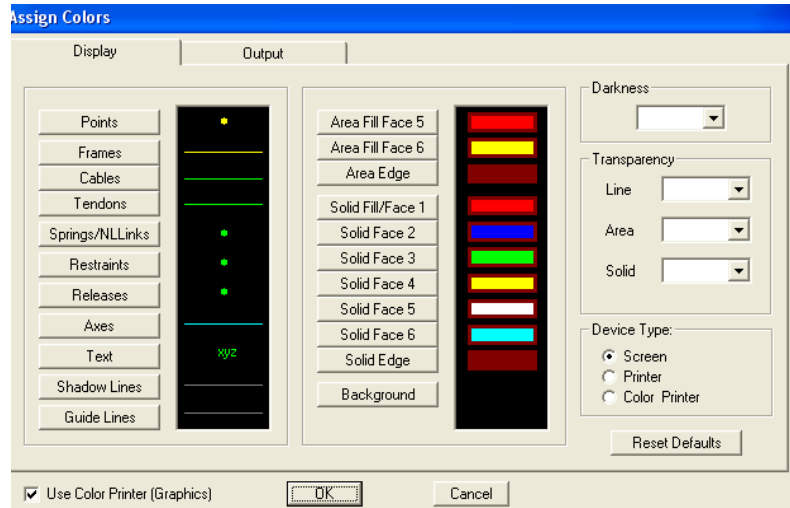 Assign Colors
Display
Output
Points
Frames
Cables
Tendons
Springs/NLLinks
Restraints
Releases
Axes
Text
xyz
Shadow Lines
Guide Lines
Area Fill Face 5
Area Fill Face 6
Area Edge
Solid Fill/Face 1
Solid Face 2
Solid Face 3
Solid Face 4
Solid Face 5
Solid Face 6
Solid Edge
Background
Darkness
Transparency
Line
Area
Solid
Device Type:
Screen
Printer
Color Printer
Reset Defaults
Use Color Printer (Graphics)
OK
Cancel